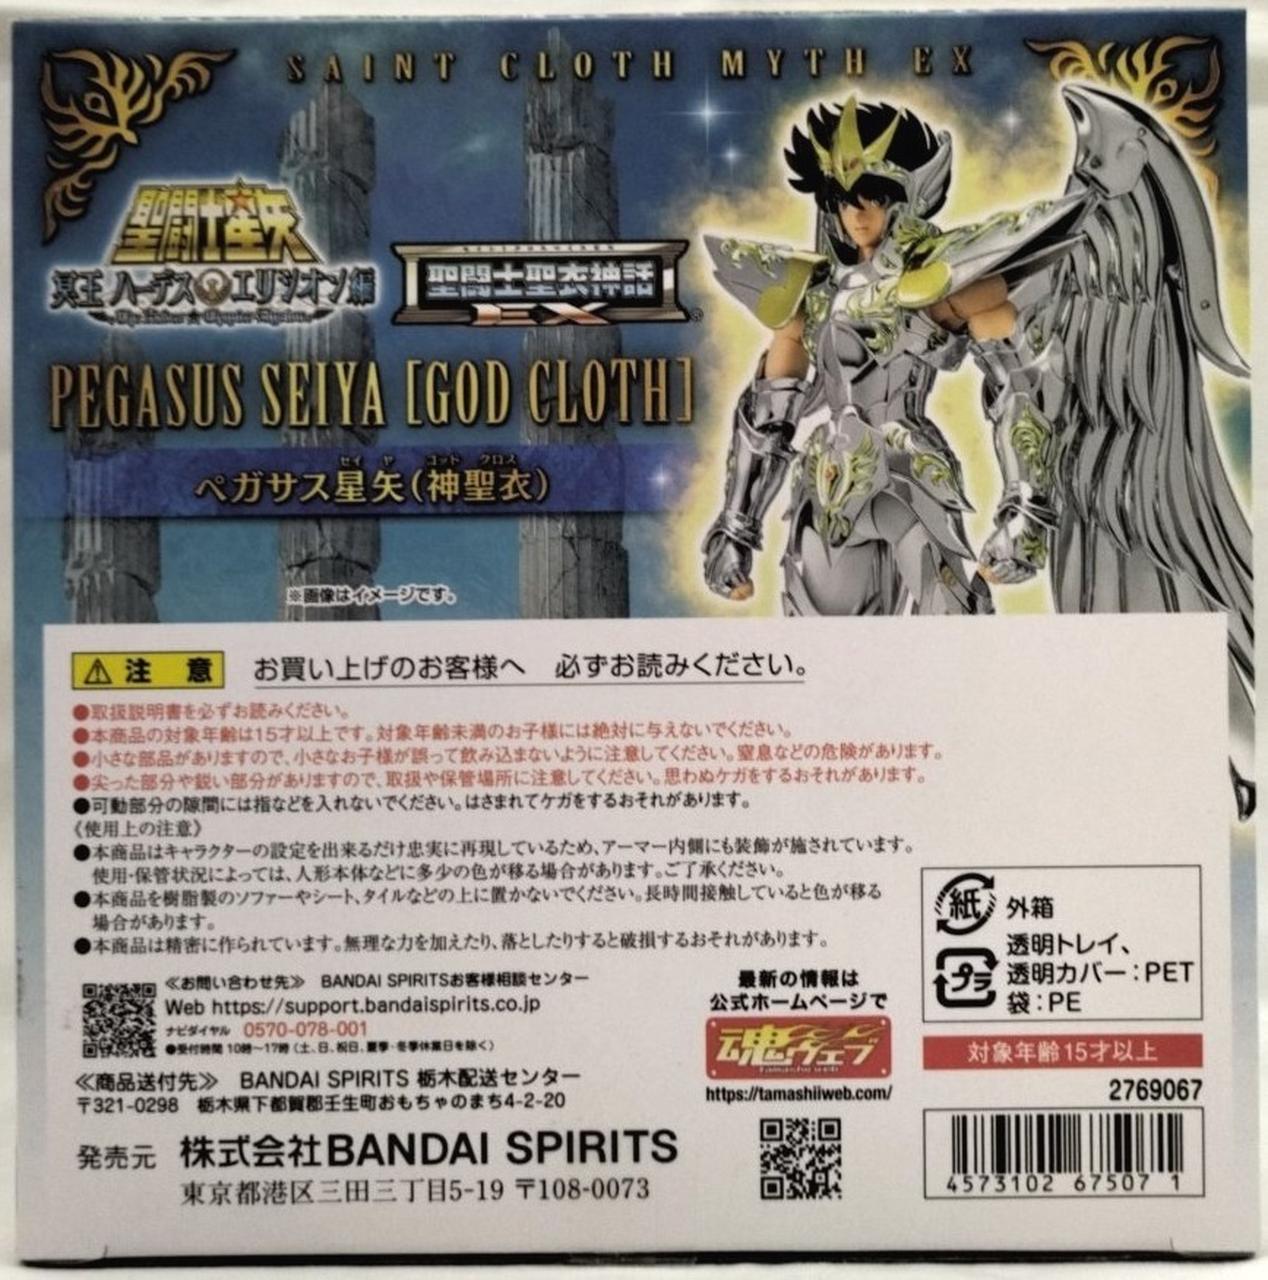 SAINT CLOTH MYTH EX
聖闘士星矢
冥王 ハーデス エリシオン編
聖闘士聖衣神話
EX
PEGASUS SEIYA [GOD CLOTH]
セイヤ ゴッド クロス
ペガサス星矢(神聖衣)
※画像はイメージです。
注意 お買い上げのお客様へ 必ずお読みください。
●取扱説明書を必ずお読みください。
●本商品の対象年齢は15才以上です。対象年齢未満のお子様には絶対に与えないでください。
●小さな部品がありますので、小さなお子様が誤って飲み込まないように注意してください。窒息などの危険があります。
●尖った部分や鋭い部分がありますので、取扱や保管場所に注意してください。思わぬケガをするおそれがあります。
●可動部分の隙間には指などを入れないでください。はさまれてケガをするおそれがあります。
《使用上の注意》
●本商品はキャラクターの設定を出来るだけ忠実に再現しているため、アーマー内側にも装飾が施されています。
使用・保管状況によっては、人形本体などに多少の色が移る場合があります。ご了承ください。
●本商品を樹脂製のソファーやシート、タイルなどの上に置かないでください。長時間接触していると色が移る
場合があります。
●本商品は精密に作られています。無理な力を加えたり、落としたりすると破損するおそれがあります。
≪お問い合わせ先≫ BANDAI SPIRITSお客様相談センター
Web https://support.bandaispirits.co.jp
ナビダイヤル 0570-078-001
●受付時間 10時～17時(土、日、祝日、夏季・冬季休業日を除く)
≪商品送付先≫ BANDAI SPIRITS 栃木配送センター
〒321-0298 栃木県下都賀郡壬生町おもちゃのまち4-2-20
発売元 株式会社BANDAI SPIRITS
東京都港区三田三丁目5-19 〒108-0073
最新の情報は
公式ホームページで
魂ウェブ
Tamashii web
https://tamashiiweb.com/
紙 外箱
プラ 透明トレイ、
透明カバー：PET
袋：PE
対象年齢15才以上
2769067
4573102 67507 1